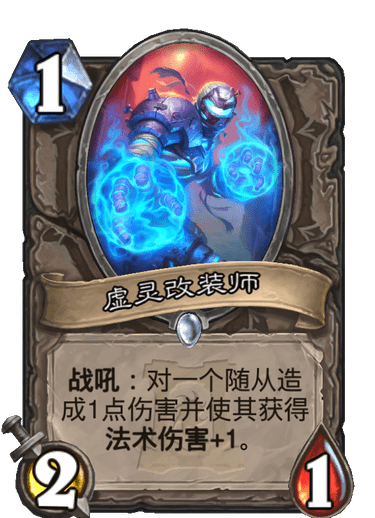 1
虚灵改装师
战吼：对一个随从造
成1点伤害并使其获得
法术伤害+1。
2
1